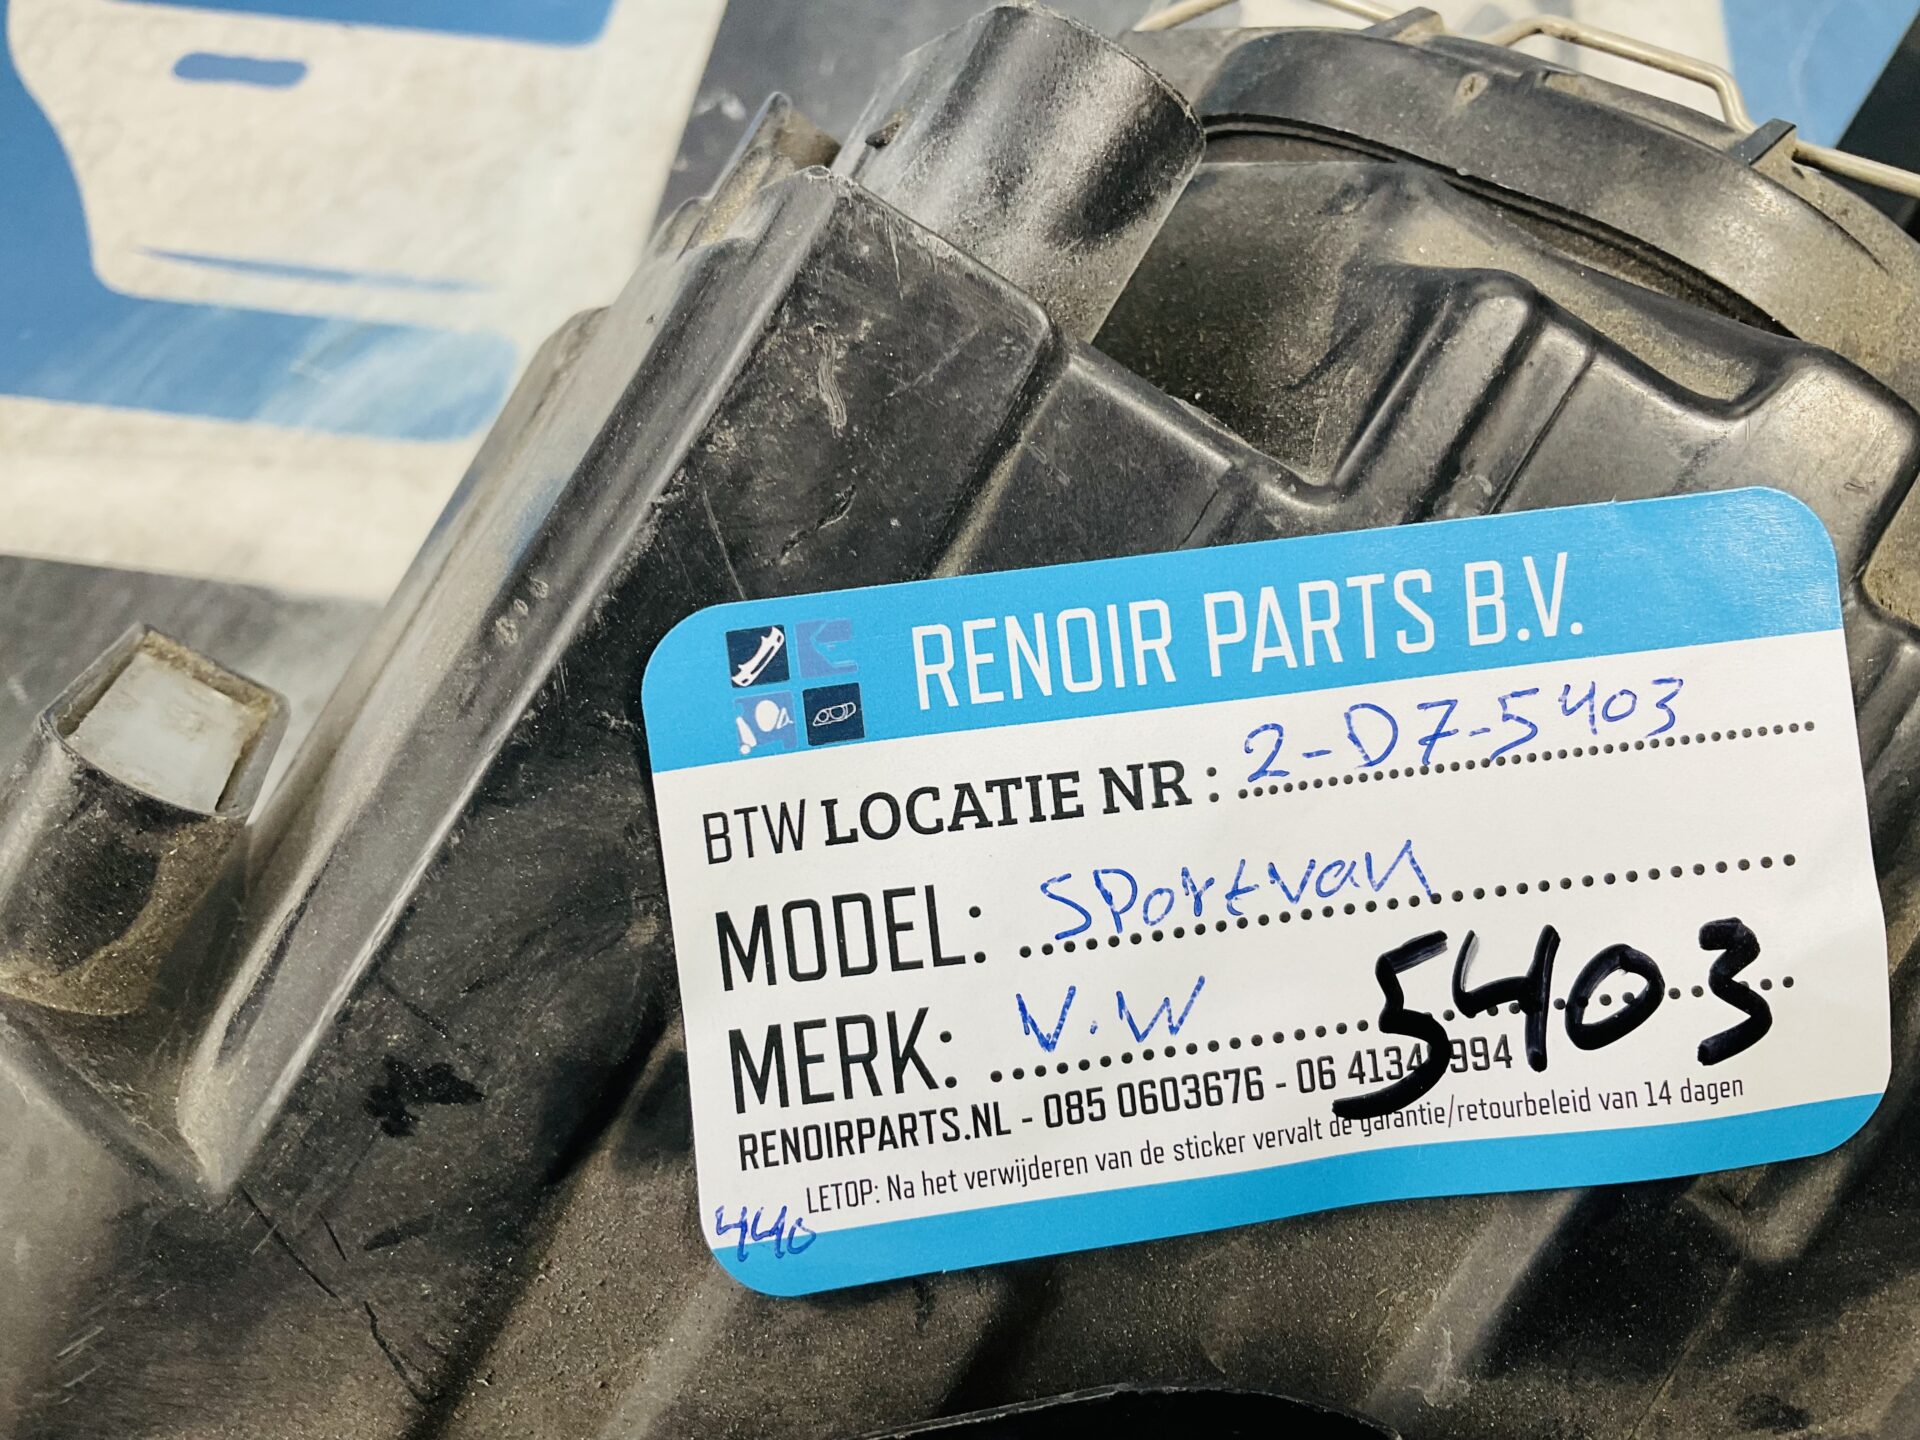 RENOIR PARTS B.V.
BTW LOCATIE NR : 2-D7-5403
MODEL: Sportvan
5403
MERK: V.W
RENOIRPARTS.NL - 085 0603676 - 06 4134 994
LETOP: Na het verwijderen van de sticker vervalt de garantie/retourbeleid van 14 dagen
440